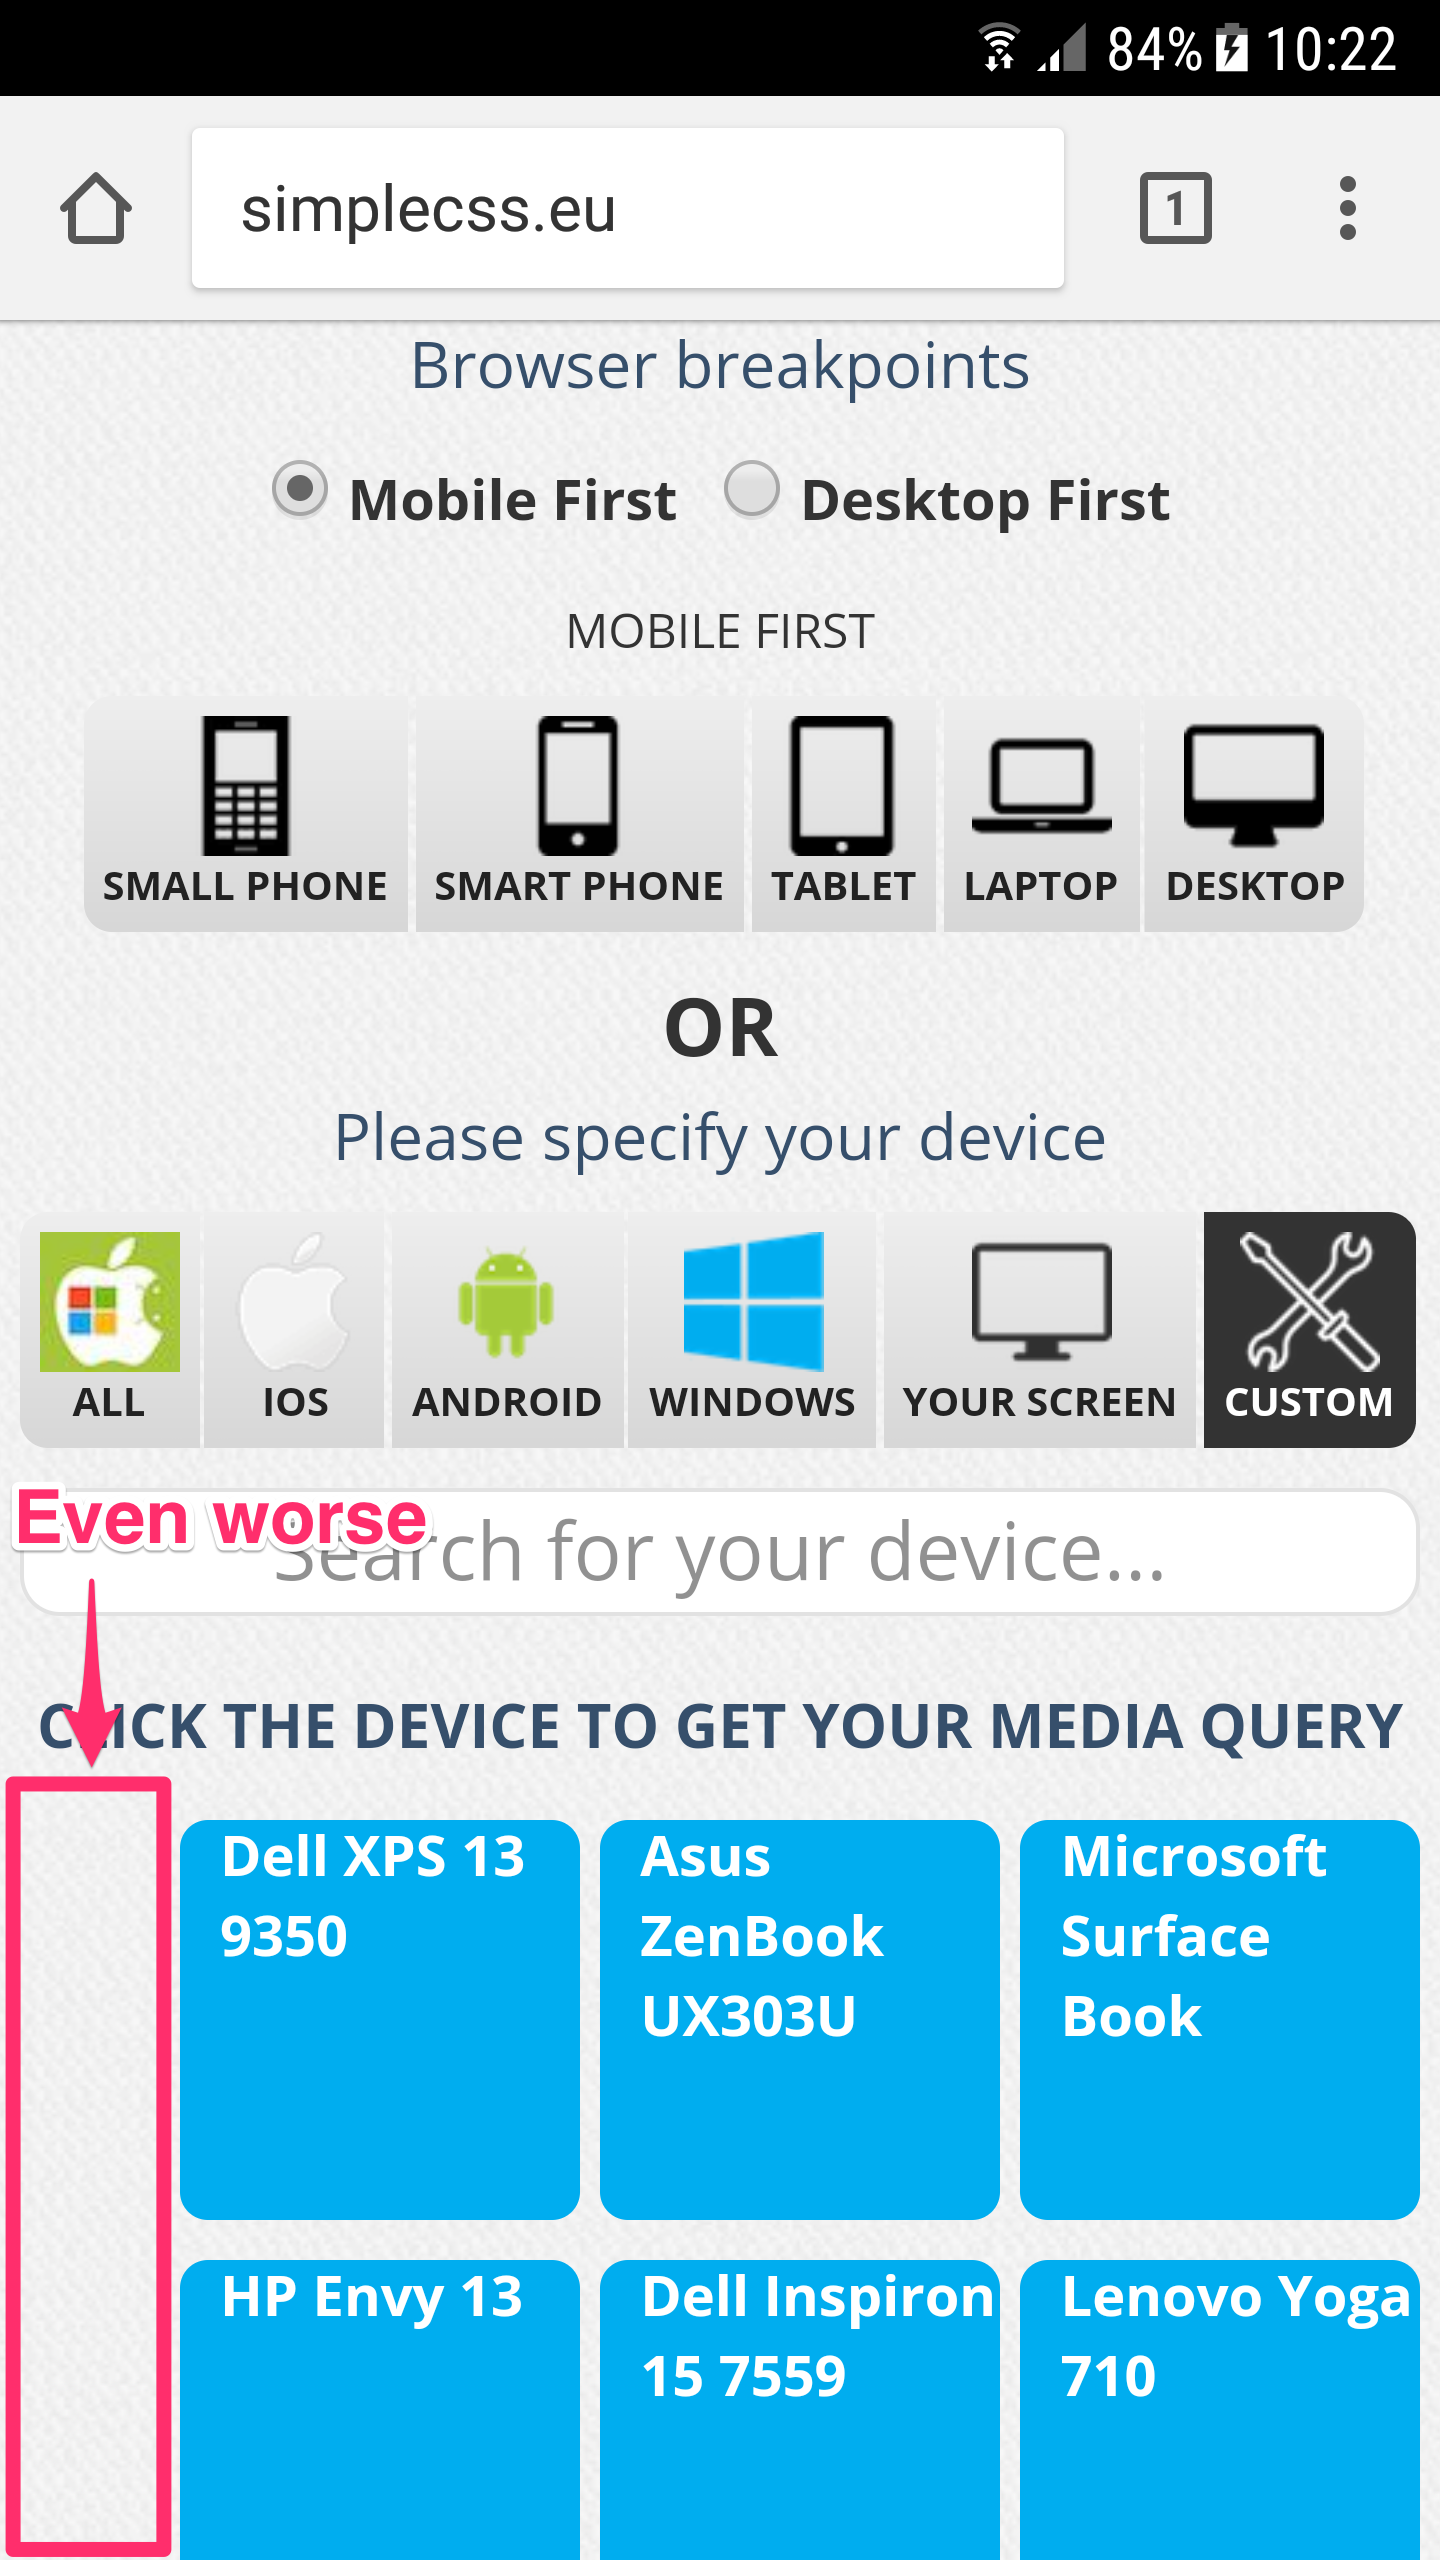 84% 10:22
simplecss.eu
1
Browser breakpoints
Mobile First Desktop First
MOBILE FIRST
SMALL PHONE SMART PHONE TABLET LAPTOP DESKTOP
OR
Please specify your device
ALL IOS ANDROID WINDOWS YOUR SCREEN CUSTOM
Even worse
Search for your device...
CLICK THE DEVICE TO GET YOUR MEDIA QUERY
Dell XPS 13
9350
Asus
ZenBook
UX303U
Microsoft
Surface
Book
HP Envy 13
Dell Inspiron
15 7559
Lenovo Yoga
710